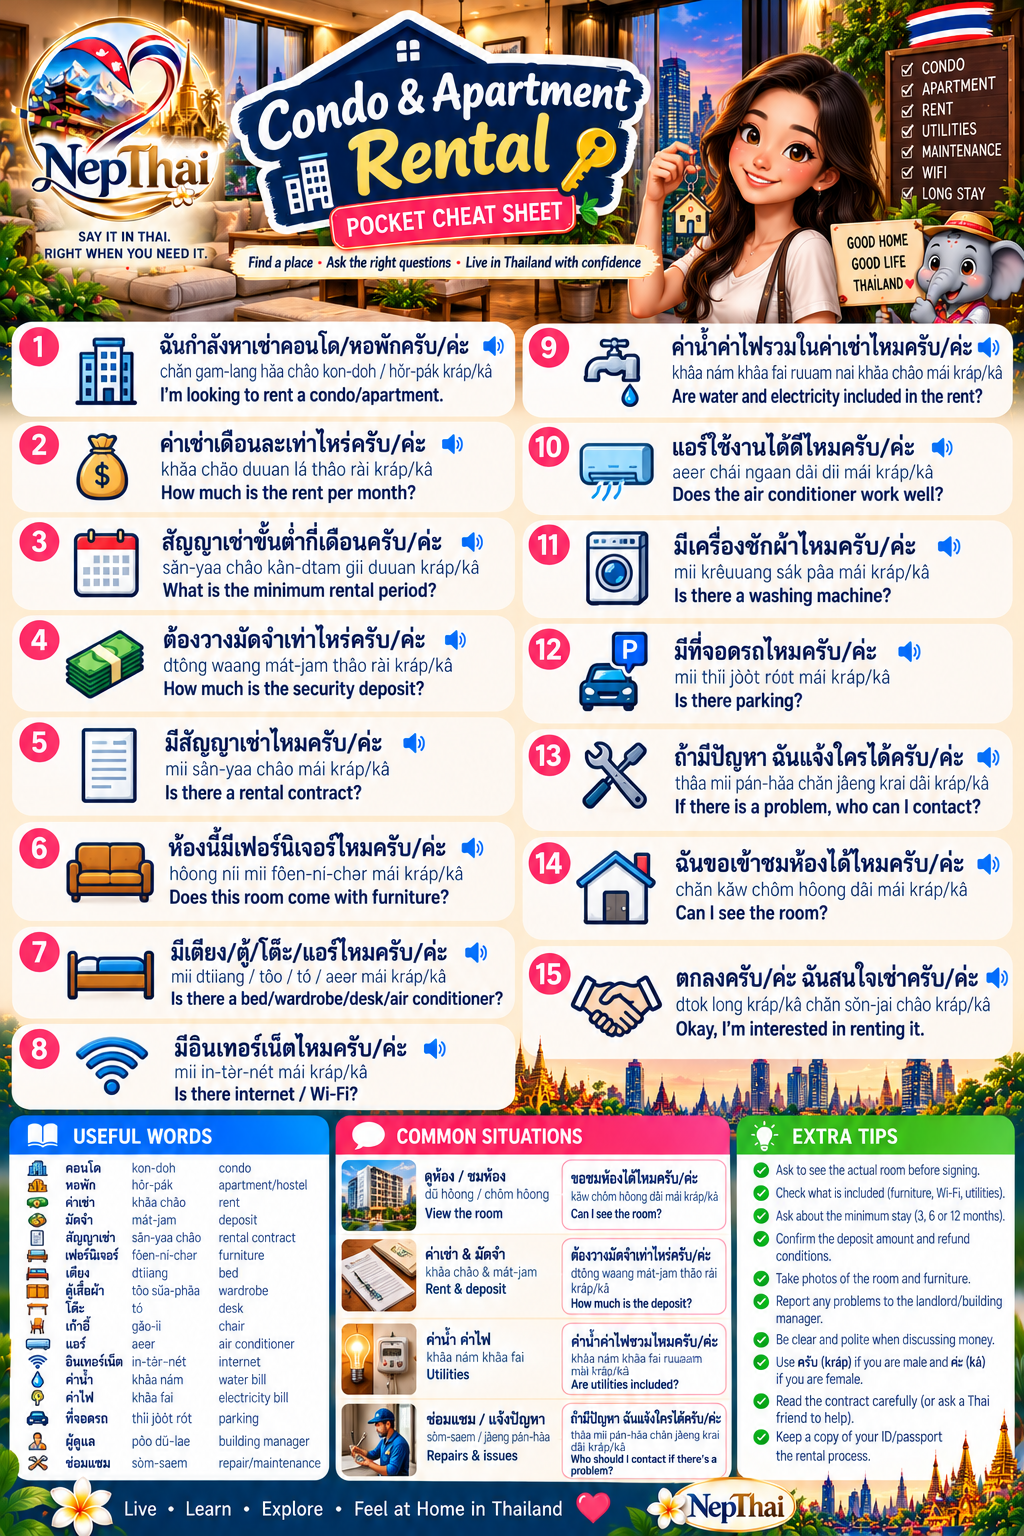 NepThai
SAY IT IN THAI.
RIGHT WHEN YOU NEED IT.
Condo & Apartment
Rental
POCKET CHEAT SHEET
Find a place • Ask the right questions • Live in Thailand with confidence
CONDO
APARTMENT
RENT
UTILITIES
MAINTENANCE
WIFI
LONG STAY
GOOD HOME
GOOD LIFE
THAILAND
1
ฉันกำลังหาเช่าคอนโด/หอพักครับ/ค่ะ
chăn gam-lang hăa châo kon-doh / hŏr-pák kráp/kâ
I'm looking to rent a condo/apartment.
2
ค่าเช่าเดือนละเท่าไหร่ครับ/ค่ะ
khăa chăo duuan lá thâo rài kráp/kâ
How much is the rent per month?
3
สัญญาเช่าขั้นต่ำกี่เดือนครับ/ค่ะ
săn-yaa châo kàn-dtam gii duuan kráp/kâ
What is the minimum rental period?
4
ต้องวางมัดจำเท่าไหร่ครับ/ค่ะ
dtông waang mát-jam thâo rài kráp/kâ
How much is the security deposit?
5
มีสัญญาเช่าไหมครับ/ค่ะ
mii sân-yaa châo mái kráp/kâ
Is there a rental contract?
6
ห้องนี้มีเฟอร์นิเจอร์ไหมครับ/ค่ะ
hôong nii mii fôen-ni-chər mái kráp/kâ
Does this room come with furniture?
7
มีเตียง/ตู้/โต๊ะ/แอร์ไหมครับ/ค่ะ
mii dtiiang / tôo / tó / aeer mái kráp/kâ
Is there a bed/wardrobe/desk/air conditioner?
8
มีอินเทอร์เน็ตไหมครับ/ค่ะ
mii in-tàr-nét mái kráp/kâ
Is there internet / Wi-Fi?
9
ค่าน้ำค่าไฟรวมในค่าเช่าไหมครับ/ค่ะ
khâa nám khâa fai ruuam nai khăa châo mái kráp/kâ
Are water and electricity included in the rent?
10
แอร์ใช้งานได้ดีไหมครับ/ค่ะ
aeer chái ngaan dâi dii mái kráp/kâ
Does the air conditioner work well?
11
มีเครื่องซักผ้าไหมครับ/ค่ะ
mii krêuuang sák pâa mái kráp/kâ
Is there a washing machine?
12
P
มีที่จอดรถไหมครับ/ค่ะ
mii thii jòòt róot mái kráp/kâ
Is there parking?
13
ถ้ามีปัญหา ฉันแจ้งใครได้ครับ/ค่ะ
thâa mii pán-hăa chăn jâeng krai dâi kráp/kâ
If there is a problem, who can I contact?
14
ฉันขอเข้าชมห้องได้ไหมครับ/ค่ะ
chăn kăw chôm hôong dâi mái kráp/kâ
Can I see the room?
15
ตกลงครับ/ค่ะ ฉันสนใจเช่าครับ/ค่ะ
dtok long kráp/kâ chăn sŏn-jai châo kráp/kâ
Okay, I'm interested in renting it.
USEFUL WORDS
คอนโด kon-doh condo
หอพัก hôr-pák apartment/hostel
ค่าเช่า khăa chăo rent
มัดจำ mát-jam deposit
สัญญาเช่า sân-yaa châo rental contract
เฟอร์นิเจอร์ fôen-ni-chər furniture
เตียง dtiiang bed
ตู้เสื้อผ้า tôo sŭa-phăa wardrobe
โต๊ะ tó desk
เก้าอี้ gâo-ii chair
แอร์ aeer air conditioner
อินเทอร์เน็ต in-tàr-nét internet
ค่าน้ำ khâa nám water bill
ค่าไฟ khâa fai electricity bill
ที่จอดรถ thii jòòt rót parking
ผู้ดูแล pôo dŭ-lae building manager
ซ่อมแซม sòm-saem repair/maintenance
COMMON SITUATIONS
ดูห้อง / ชมห้อง
dŭ hôong / chôm hôong
View the room
ขอชมห้องได้ไหมครับ/ค่ะ
kăw chôm hôong dâi mái kráp/kâ
Can I see the room?
ค่าเช่า & มัดจำ
khâa châo & mát-jam
Rent & deposit
ต้องวางมัดจำเท่าไหร่ครับ/ค่ะ
dtông waang mát-jam thăo rái
kráp/kâ
How much is the deposit?
ค่าน้ำ ค่าไฟ
khâa nám khâa fai
Utilities
khâa nám khâa fai ruuaam
mài kráp/kâ
Are utilities included?
ซ่อมแซม / แจ้งปัญหา
sòm-saem / jâeng pán-hàa
Repairs & issues
ถ้ามีปัญหา ฉันแจ้งใครได้ครับ/ค่ะ
thâa mii pán-hâa chăn jâeng krai
dâi kráp/kâ
Who should I contact if there's a
problem?
EXTRA TIPS
Ask to see the actual room before signing.
Check what is included (furniture, Wi-Fi, utilities).
Ask about the minimum stay (3, 6 or 12 months).
Confirm the deposit amount and refund
conditions.
Take photos of the room and furniture.
Report any problems to the landlord/building
manager.
Be clear and polite when discussing money.
Use ครับ (kráp) if you are male and ค่ะ (kâ)
if you are female.
Read the contract carefully (or ask a Thai
friend to help).
Keep a copy of your ID/passport
the rental process.
Live • Learn • Explore • Feel at Home in Thailand
NepThai